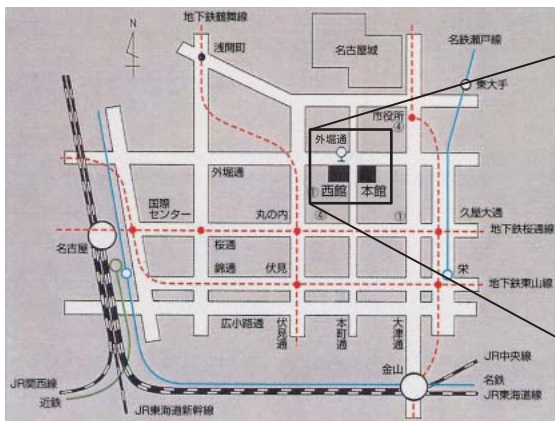 地下鉄鶴舞線
浅間町
N
名古屋城
名鉄瀬戸線
東大手
市役所
④
外堀通
外堀通
①
西館
本館
国際
センター
丸の内
④
①
久屋大通
名古屋
桜通
地下鉄桜通線
錦通
伏見
栄
地下鉄東山線
広小路通
伏見通
本町通
大津通
金山
JR中央線
名鉄
JR東海道線
JR関西線
近鉄
JR東海道新幹線